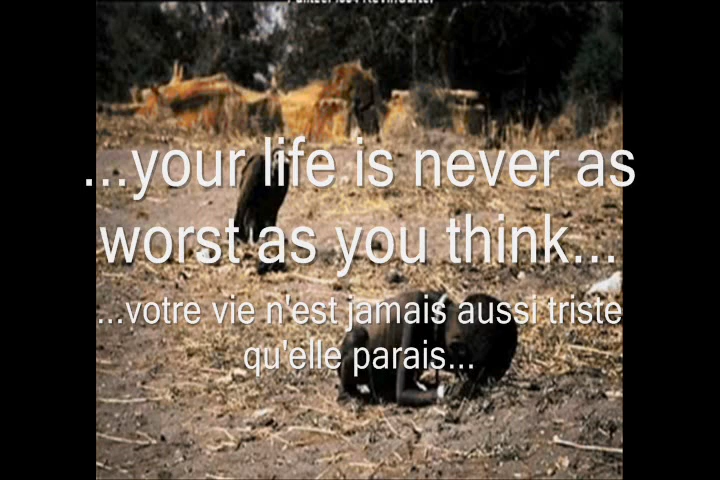 ...your life is never as
worst as you think...
...votre vie n'est jamais aussi triste
qu'elle parais...